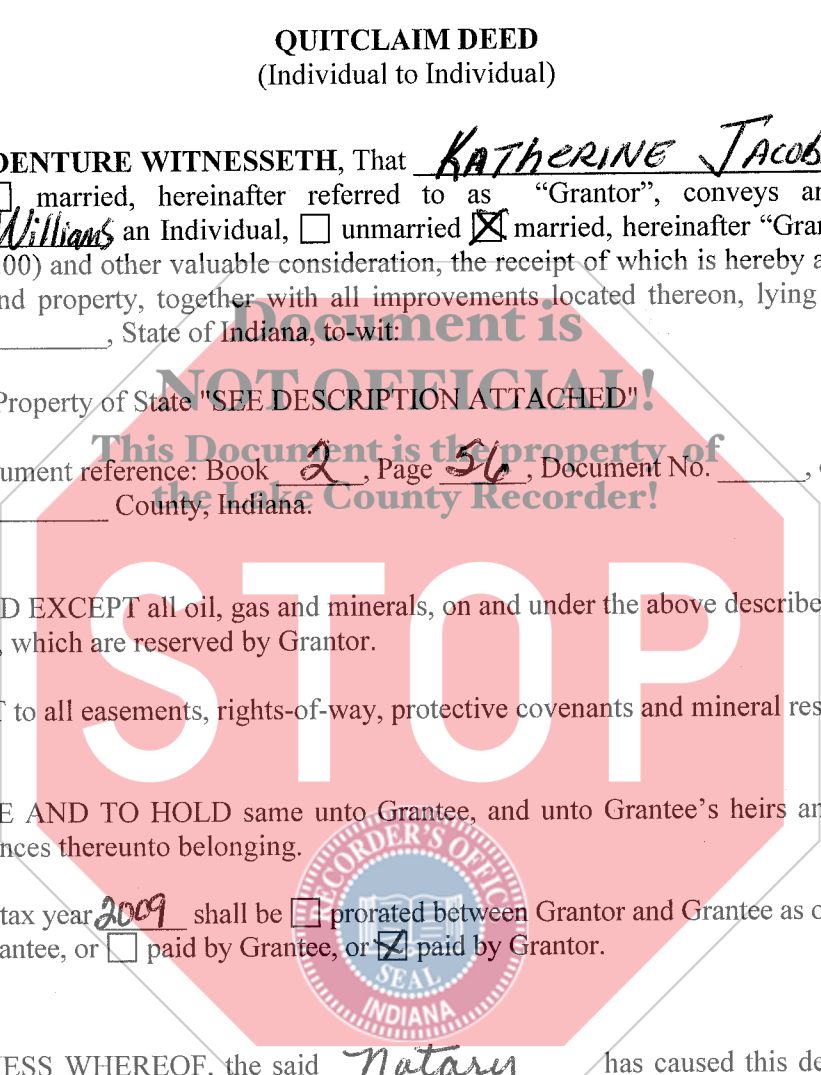 QUITCLAIM DEED
(Individual to Individual)
DENTURE WITNESSETH, That KAThERINE JACOB
married, hereinafter referred to as "Grantor", conveys an
Williams an Individual, unmarried married, hereinafter "Gran
00) and other valuable consideration, the receipt of which is hereby a
nd property, together with all improvements located thereon, lying
, State of Indiana, to-wit:
Document is
NOT OFFICIAL!
Property of State "SEE DESCRIPTION ATTACHED"
This Document is the property of
ument reference: Book 2, Page 56, Document No. ,
the Lake County Recorder!
County, Indiana.
D EXCEPT all oil, gas and minerals, on and under the above describe
, which are reserved by Grantor.
STOP
T to all easements, rights-of-way, protective covenants and mineral res
E AND TO HOLD same unto Grantee, and unto Grantee's heirs an
nces thereunto belonging.
RECORDER'S OFFICE
tax year 2009 shall be prorated between Grantor and Grantee as o
antee, or paid by Grantee, or paid by Grantor.
SEAL
INDIANA
ESS WHEREOF, the said Notary has caused this de